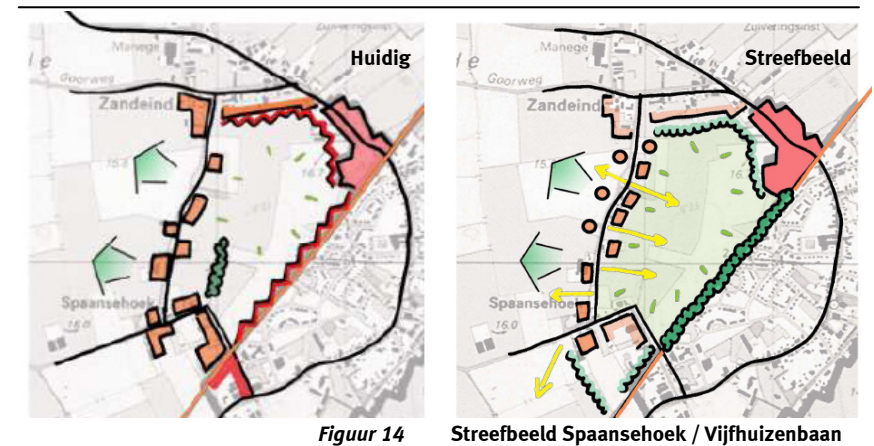 Huidig
Manege
Goorweg
Zandeind
Spaansehoek
16.0
Streefbeeld
Zuiveringsinst
Manege
Goorweg
Zandeind
Spaansehoek
16.0
Figuur 14 Streefbeeld Spaansehoek / Vijfhuizenbaan